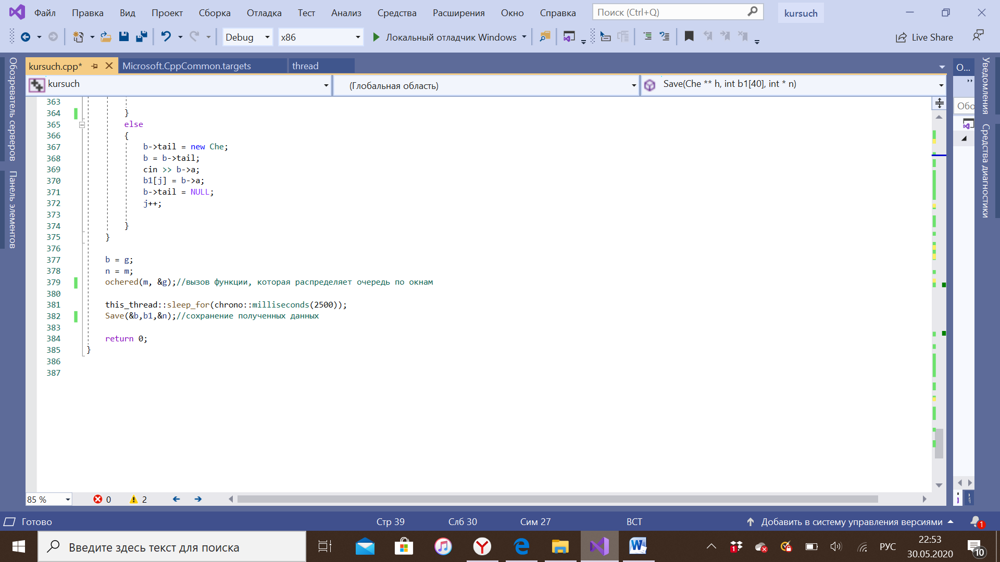 Файл Правка Вид Проект Сборка Отладка Тест Анализ Средства Расширения Окно Справка Поиск (Ctrl+Q) kursuch
Debug x86 Локальный отладчик Windows Live Share
Обозреватель серверов
Панель элементов
kursuch.cpp* Microsoft.CppCommon.targets thread
kursuch (Глобальная область) Save(Che ** h, int b1[40], int * n)
363
364 }
365 else
366 {
367 b->tail = new Che;
368 b = b->tail;
369 cin >> b->a;
370 b1[j] = b->a;
371 b->tail = NULL;
372 j++;
373
374 }
375 }
376
377 b = g;
378 n = m;
379 ochered(m, &g);//вызов функции, которая распределяет очередь по окнам
380
381 this_thread::sleep_for(chrono::milliseconds(2500));
382 Save(&b,b1,&n);//сохранение полученных данных
383
384 return 0;
385 }
386
387
О...
Обо
Уведомления
Средства диагностики
85 % 0 2
Готово Стр 39 Слб 30 Сим 27 ВСТ Добавить в систему управления версиями 1
Введите здесь текст для поиска 1 РУС 22:53
30.05.2020 10